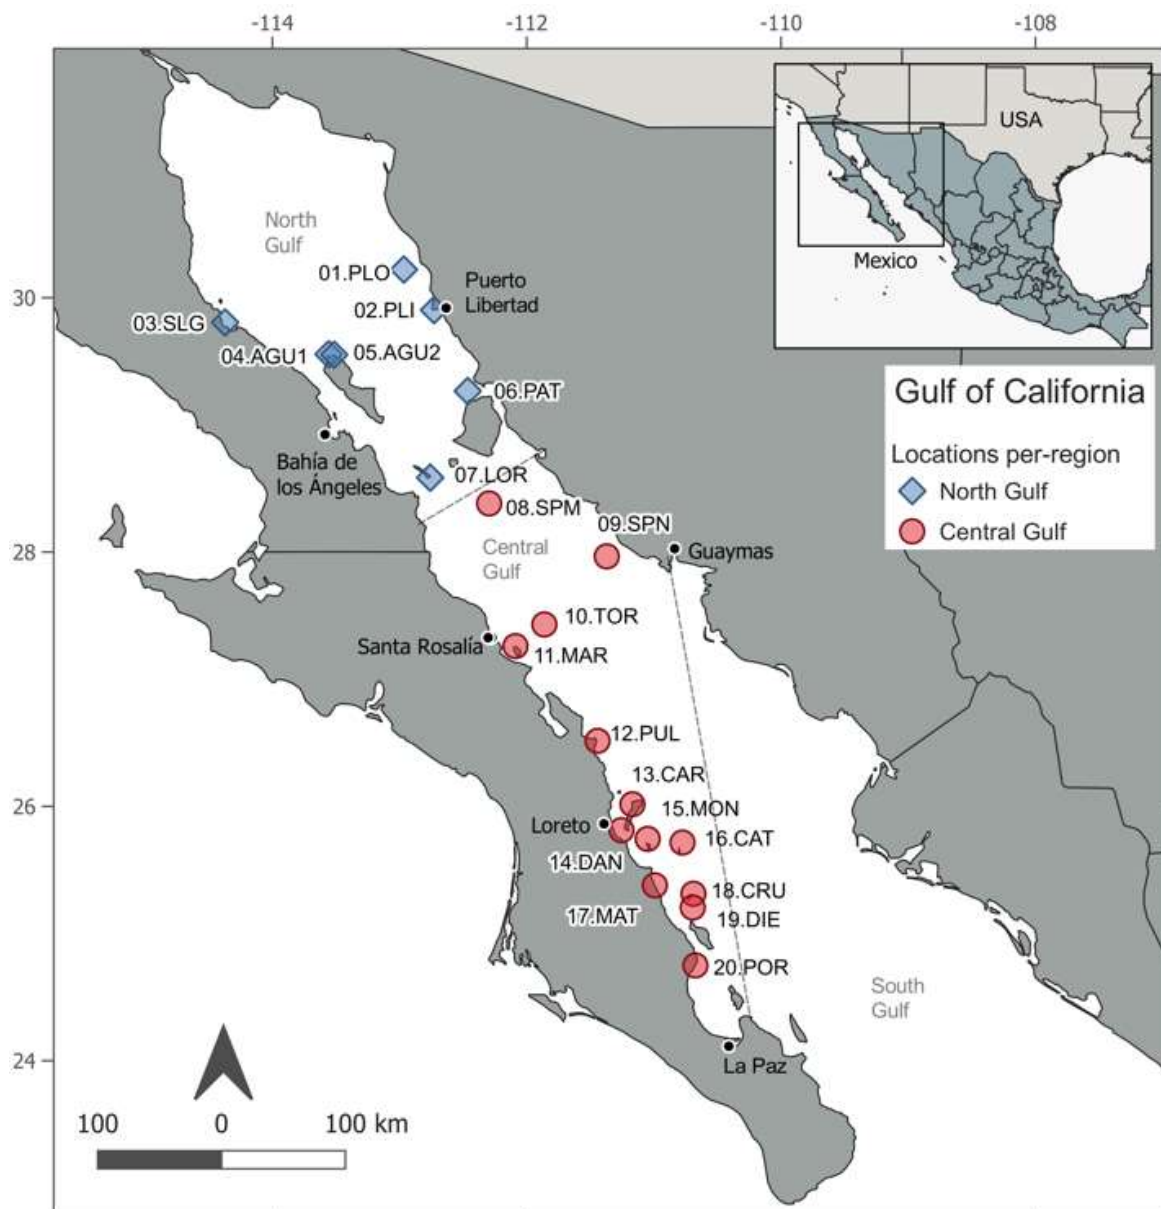 -114
-112
-110
-108
USA
Mexico
North
Gulf
01.PLO
Puerto
Libertad
30
02.PLI
03.SLG
04.AGU1
05.AGU2
06.PAT
Gulf of California
Locations per-region
North Gulf
Central Gulf
Bahía de
los Ángeles
07.LOR
08.SPM
09.SPN
28
Central
Gulf
Guaymas
10.TOR
Santa Rosalía
11.MAR
12.PUL
13.CAR
26
15.MON
Loreto
16.CAT
14.DAN
18.CRU
17.MAT
19.DIE
20.POR
South
Gulf
24
La Paz
100
0
100 km